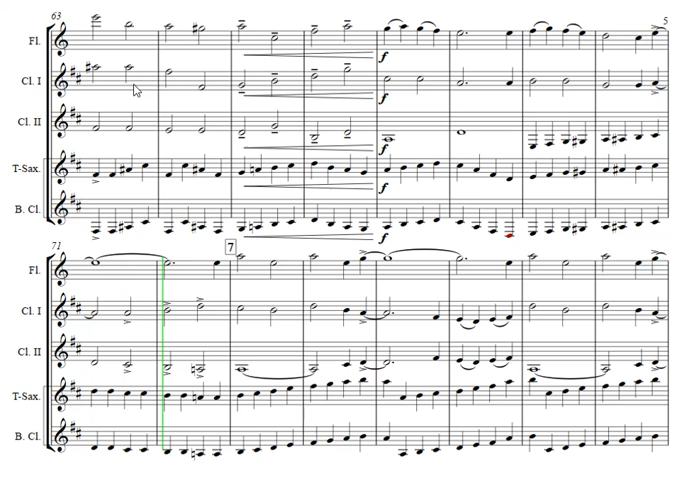 63
5
Fl.
Cl. I
Cl. II
T-Sax.
B. Cl.
f
f
f
f
f
71
7
Fl.
Cl. I
Cl. II
T-Sax.
B. Cl.